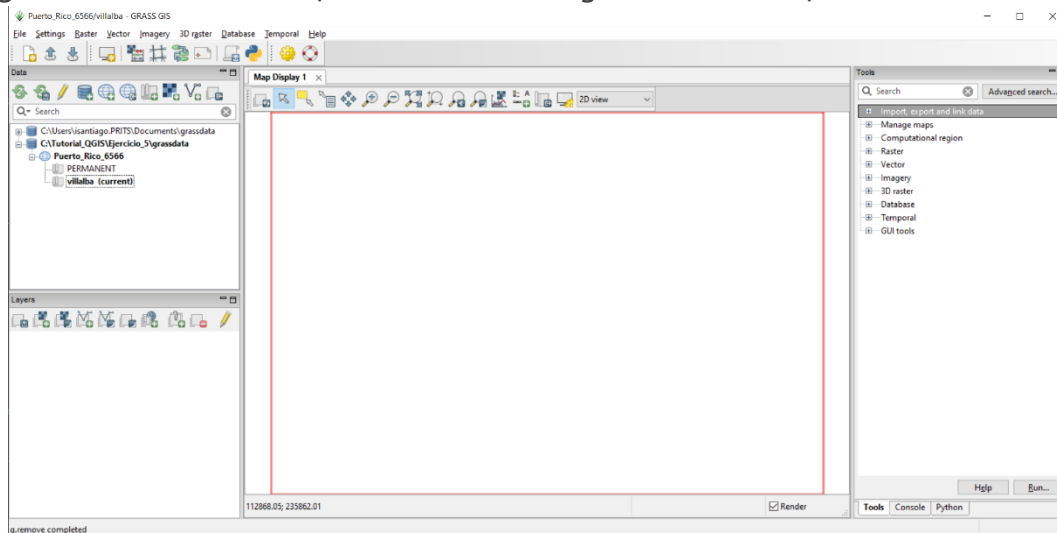 Puerto_Rico_6566/villalba - GRASS GIS
File Settings Raster Vector Imagery 3D raster Database Temporal Help
Data
Search
C:\Users\isantiago.PRITS\Documents\grassdata
C:\Tutorial_QGIS\Ejercicio_5\grassdata
Puerto_Rico_6566
PERMANENT
villalba (current)
Layers
Map Display 1
2D view
112868.05; 235862.01
Render
Tools
Search
Advanced search...
Import, export and link data
Manage maps
Computational region
Raster
Vector
Imagery
3D raster
Database
Temporal
GUI tools
Help Run...
Tools Console Python
g.remove completed